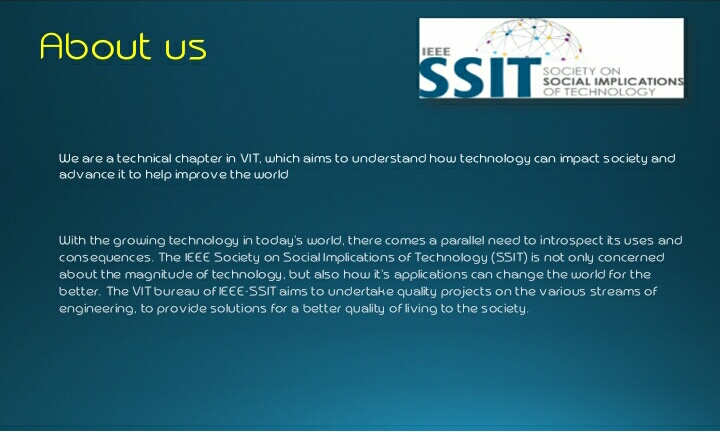 About us
IEEE
SSIT
SOCIETY ON
SOCIAL IMPLICATIONS
OF TECHNOLOGY
We are a technical chapter in VIT, which aims to understand how technology can impact society and
advance it to help improve the world
With the growing technology in today's world, there comes a parallel need to introspect its uses and
consequences. The IEEE Society on Social Implications of Technology (SSIT) is not only concerned
about the magnitude of technology, but also how it's applications can change the world for the
better. The VIT bureau of IEEE-SSIT aims to undertake quality projects on the various streams of
engineering, to provide solutions for a better quality of living to the society.